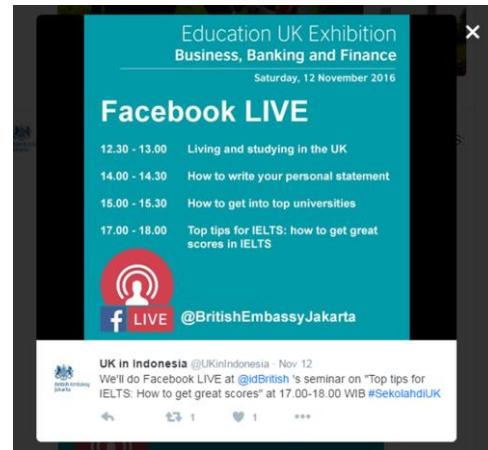 Education UK Exhibition
Business, Banking and Finance
Saturday, 12 November 2016
Facebook LIVE
12.30 - 13.00 Living and studying in the UK
14.00 - 14.30 How to write your personal statement
15.00 - 15.30 How to get into top universities
17.00 - 18.00 Top tips for IELTS: how to get great
scores in IELTS
f LIVE @BritishEmbassyJakarta
UK in Indonesia @UKinIndonesia · Nov 12
We'll do Facebook LIVE at @idBritish 's seminar on "Top tips for
IELTS: How to get great scores" at 17.00-18.00 WIB #SekolahdiUK
British Embassy
Jakarta
1 1